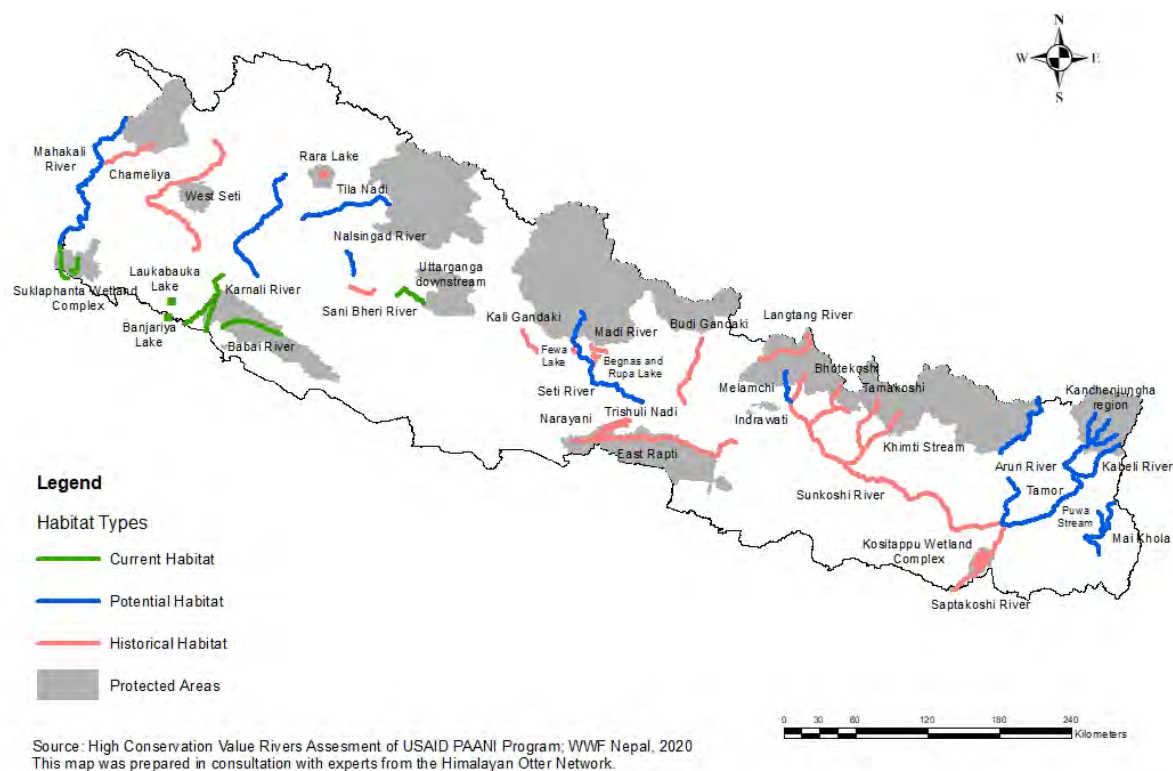 N
W
E
S
Mahakali
River
Chameliya
West Seti
Rara Lake
Tila Nadi
Nalsingad River
Laukabauka
Lake
Karnali River
Uttarganga
downstream
Suklaphanta Wetland
Complex
Sani Bheri River
Banjariya
Lake
Babai River
Kali Gandaki
Madi River
Budi Gandaki
Langtang River
Fewa
Lake
Begnas and
Rupa Lake
Melamchi
Bhotekoshi
Tamakoshi
Kanchenjungha
region
Seti River
Trishuli Nadi
Indrawati
Narayani
Khimti Stream
East Rapti
Arun River
Kabeli River
Sunkoshi River
Tamor
Puwa
Stream
Mai Khola
Kositappu Wetland
Complex
Saptakoshi River
Legend
Habitat Types
Current Habitat
Potential Habitat
Historical Habitat
Protected Areas
0 30 60 120 180 240
Kilometers
Source: High Conservation Value Rivers Assesment of USAID PAANI Program; WWF Nepal, 2020
This map was prepared in consultation with experts from the Himalayan Otter Network.